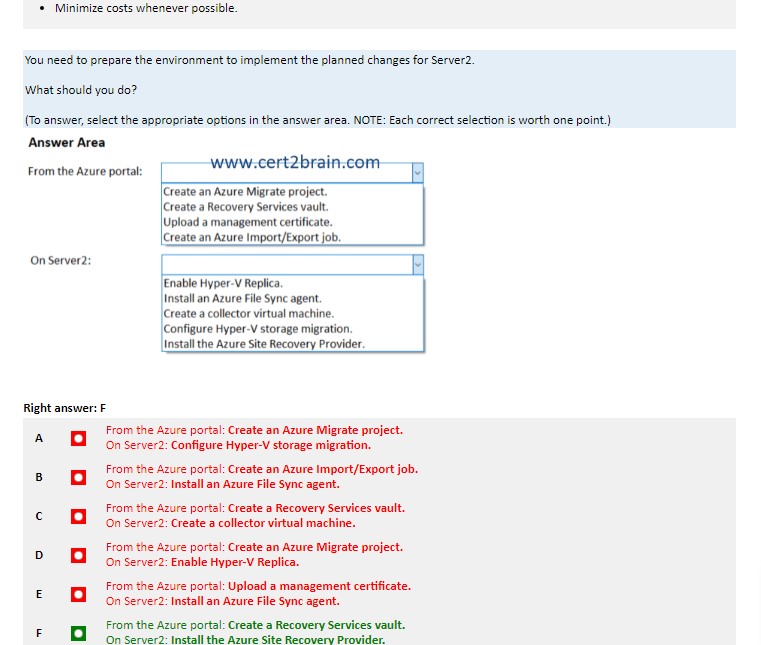 • Minimize costs whenever possible.
You need to prepare the environment to implement the planned changes for Server2.
What should you do?
(To answer, select the appropriate options in the answer area. NOTE: Each correct selection is worth one point.)
Answer Area
www.cert2brain.com
From the Azure portal:
Create an Azure Migrate project.
Create a Recovery Services vault.
Upload a management certificate.
Create an Azure Import/Export job.
On Server2:
Enable Hyper-V Replica.
Install an Azure File Sync agent.
Create a collector virtual machine.
Configure Hyper-V storage migration.
Install the Azure Site Recovery Provider.
Right answer: F
A
From the Azure portal: Create an Azure Migrate project.
On Server2: Configure Hyper-V storage migration.
B
From the Azure portal: Create an Azure Import/Export job.
On Server2: Install an Azure File Sync agent.
C
From the Azure portal: Create a Recovery Services vault.
On Server2: Create a collector virtual machine.
D
From the Azure portal: Create an Azure Migrate project.
On Server2: Enable Hyper-V Replica.
E
From the Azure portal: Upload a management certificate.
On Server2: Install an Azure File Sync agent.
F
From the Azure portal: Create a Recovery Services vault.
On Server2: Install the Azure Site Recovery Provider.